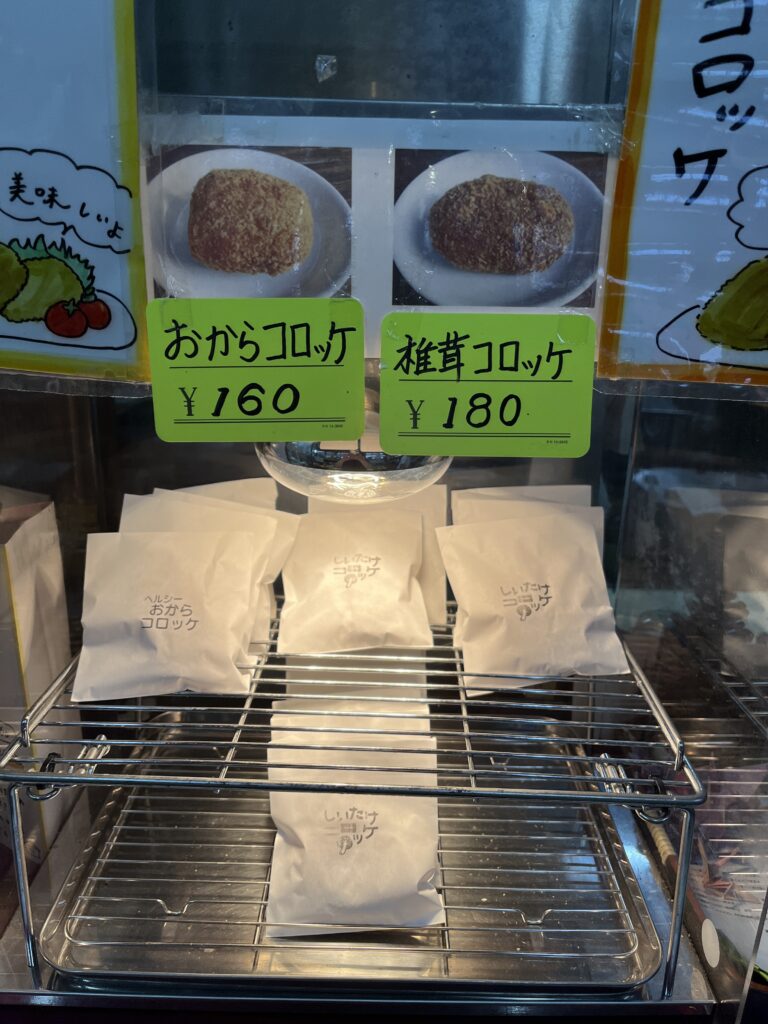 コロッケ
美味しいよ
おからコロッケ
¥160
椎茸コロッケ
¥180
しいたけ
コロッケ
しいたけ
コロッケ
ヘルシー
おから
コロッケ
しいたけ
コロッケ